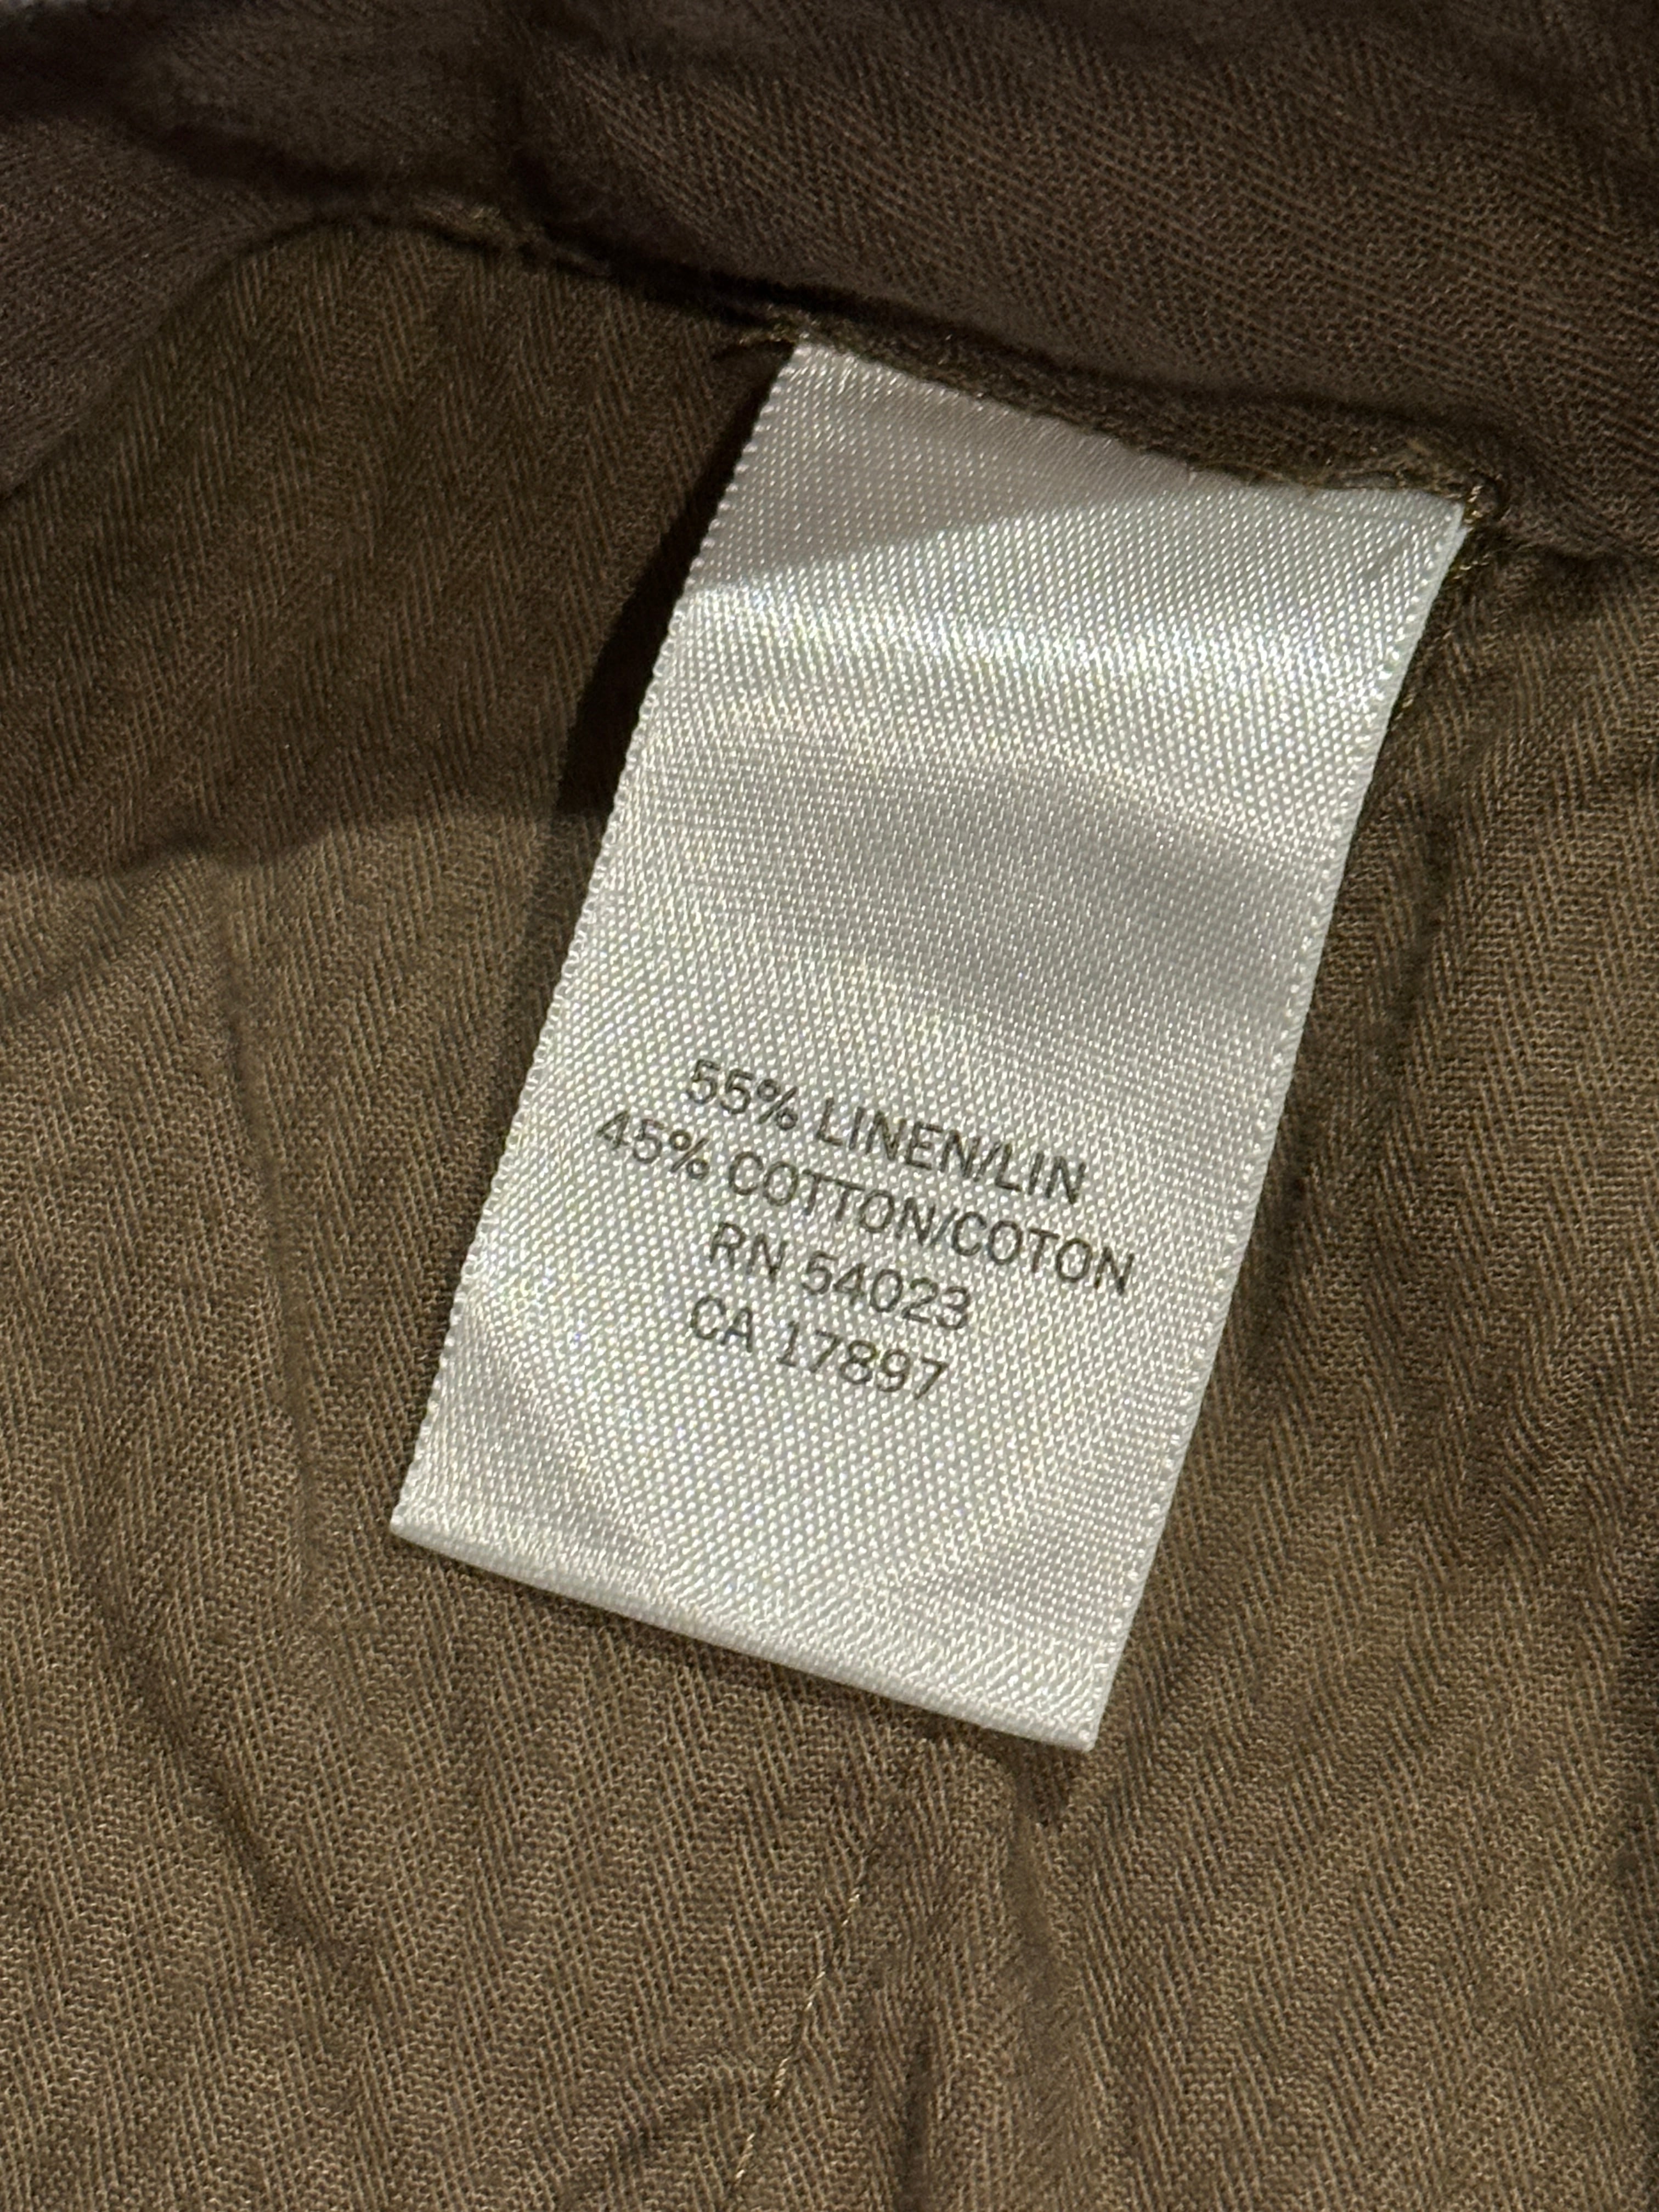 55% LINEN/LIN
45% COTTON/COTON
RN 54023
CA 17897